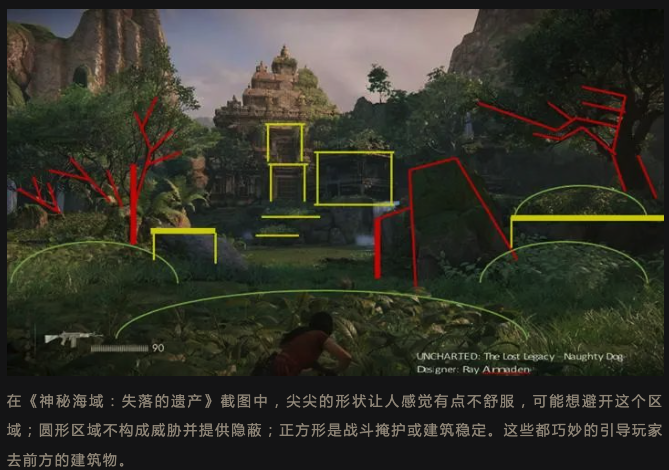 90
UNCHARTED: The Lost Legacy - Naughty Dog
Designer: Ray Almaden
在《神秘海域：失落的遗产》截图中，尖尖的形状让人感觉有点不舒服，可能想避开这个区
域；圆形区域不构成威胁并提供隐蔽；正方形是战斗掩护或建筑稳定。这些都巧妙的引导玩家
去前方的建筑物。